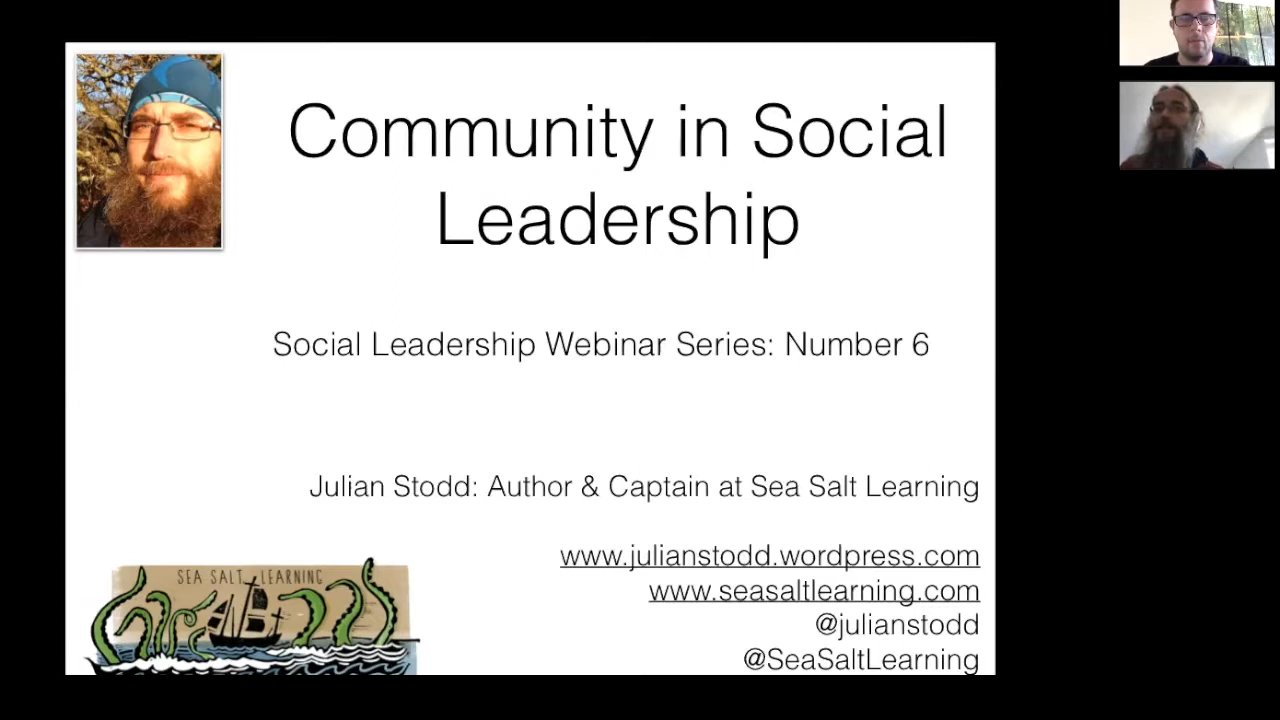 Community in Social
Leadership
Social Leadership Webinar Series: Number 6
Julian Stodd: Author & Captain at Sea Salt Learning
www.julianstodd.wordpress.com
www.seasaltlearning.com
@julianstodd
@SeaSaltLearning
SEA SALT LEARNING